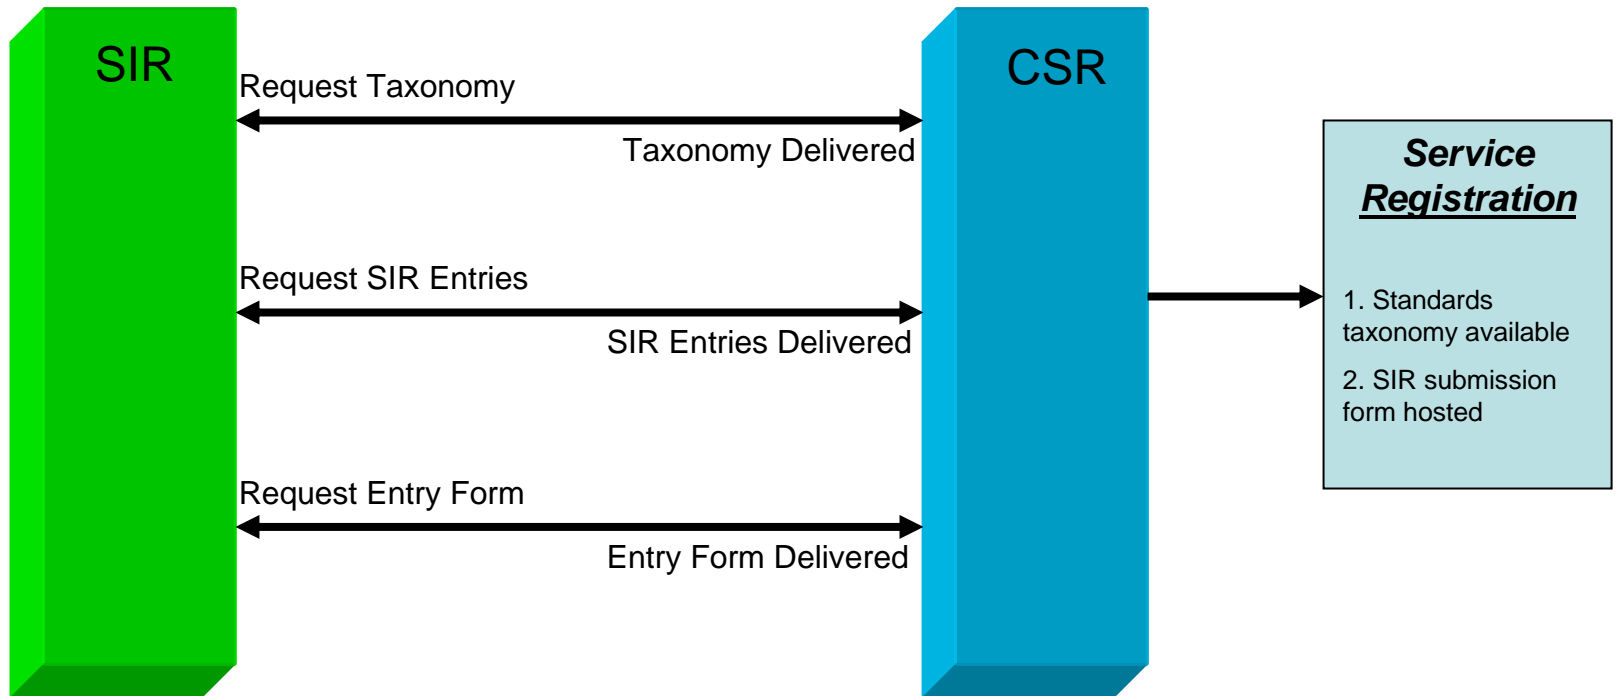 SIR
CSR
Request Taxonomy
Taxonomy Delivered
Request SIR Entries
SIR Entries Delivered
Request Entry Form
Entry Form Delivered
Service
Registration
1. Standards
taxonomy available
2. SIR submission
form hosted